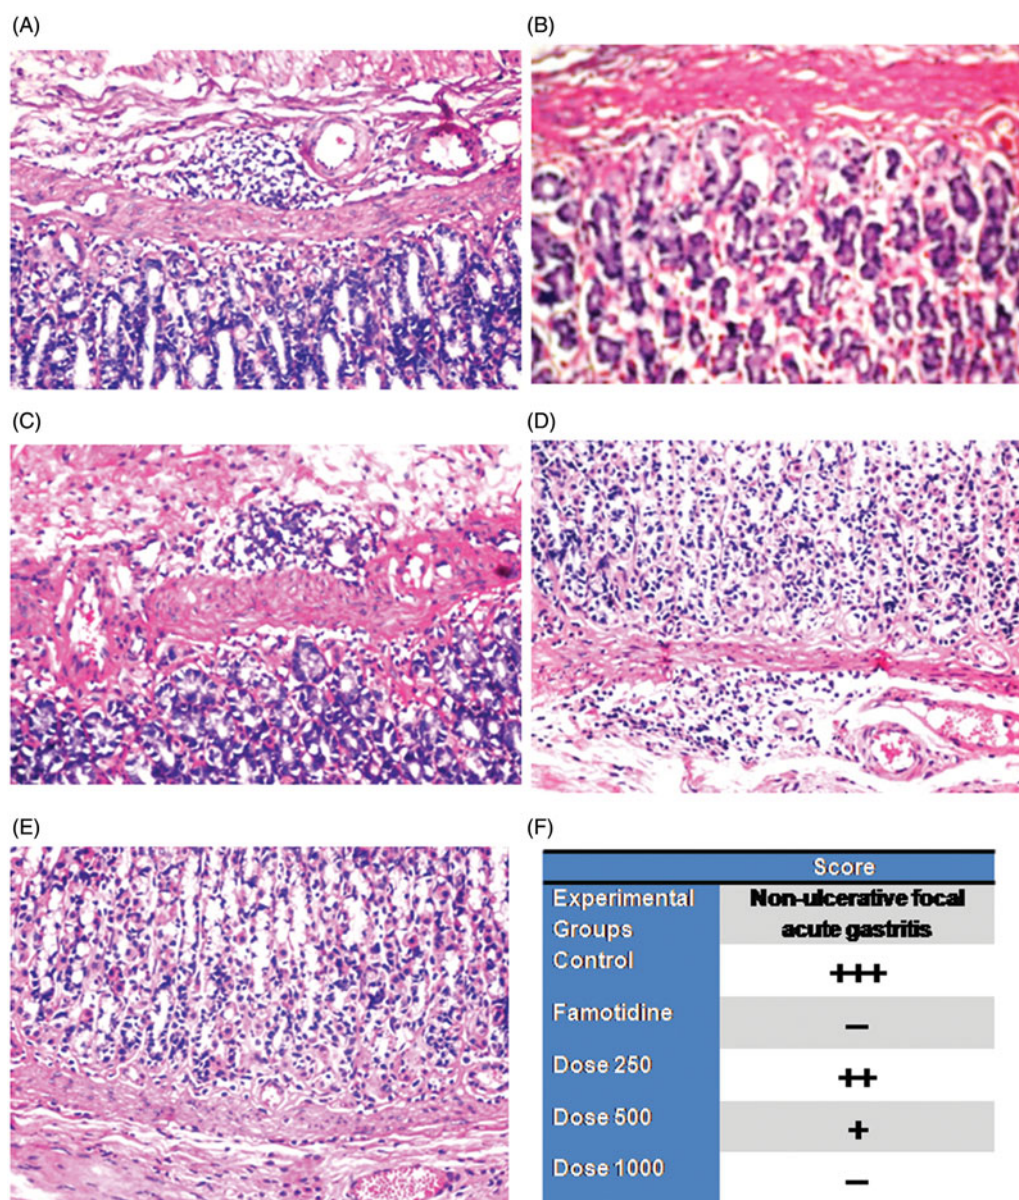 (A)
(B)
(C)
(D)
(E)
(F)
Score
Experimental Groups
Non-ulcerative focal acute gastritis
Control
+++
Famotidine
−
Dose 250
++
Dose 500
+
Dose 1000
−